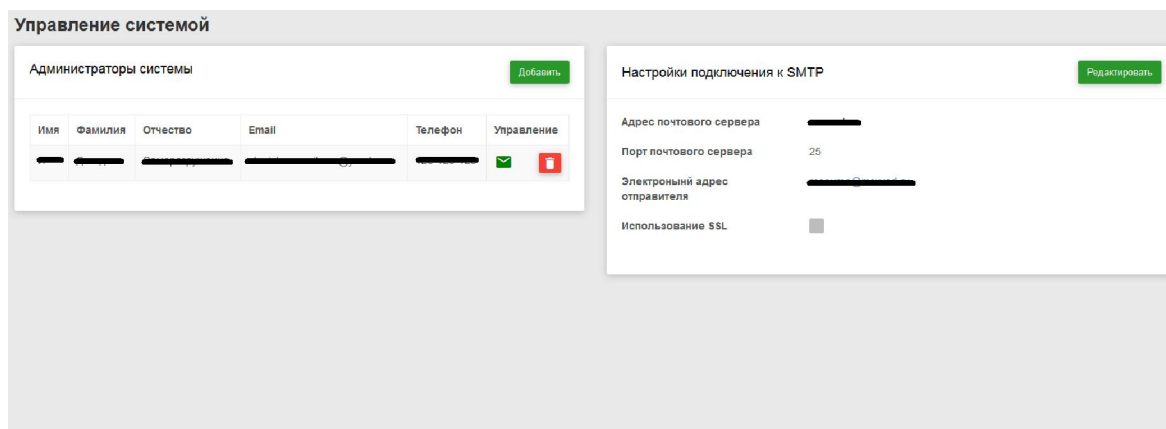 Управление системой
Администраторы системы
Добавить
Имя Фамилия Отчество Email Телефон Управление
Настройки подключения к SMTP
Редактировать
Адрес почтового сервера
Порт почтового сервера 25
Электронынй адрес
отправителя
Использование SSL